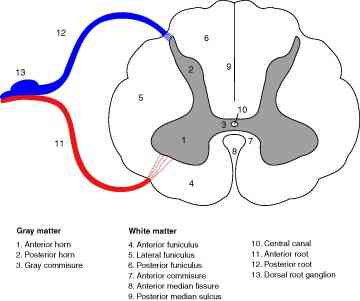 12
6
13
2
9
5
10
3
1
7
11
8
4
Gray matter
1. Anterior horn
2. Posterior horn
3. Gray commisure
White matter
4. Anterior funiculus
5. Lateral funiculus
6. Posterior funiculus
7. Anterior commisure
8. Anterior median fissure
9. Posterior median sulcus
10. Central canal
11. Anterior root
12. Posterior root
13. Dorsal root ganglion